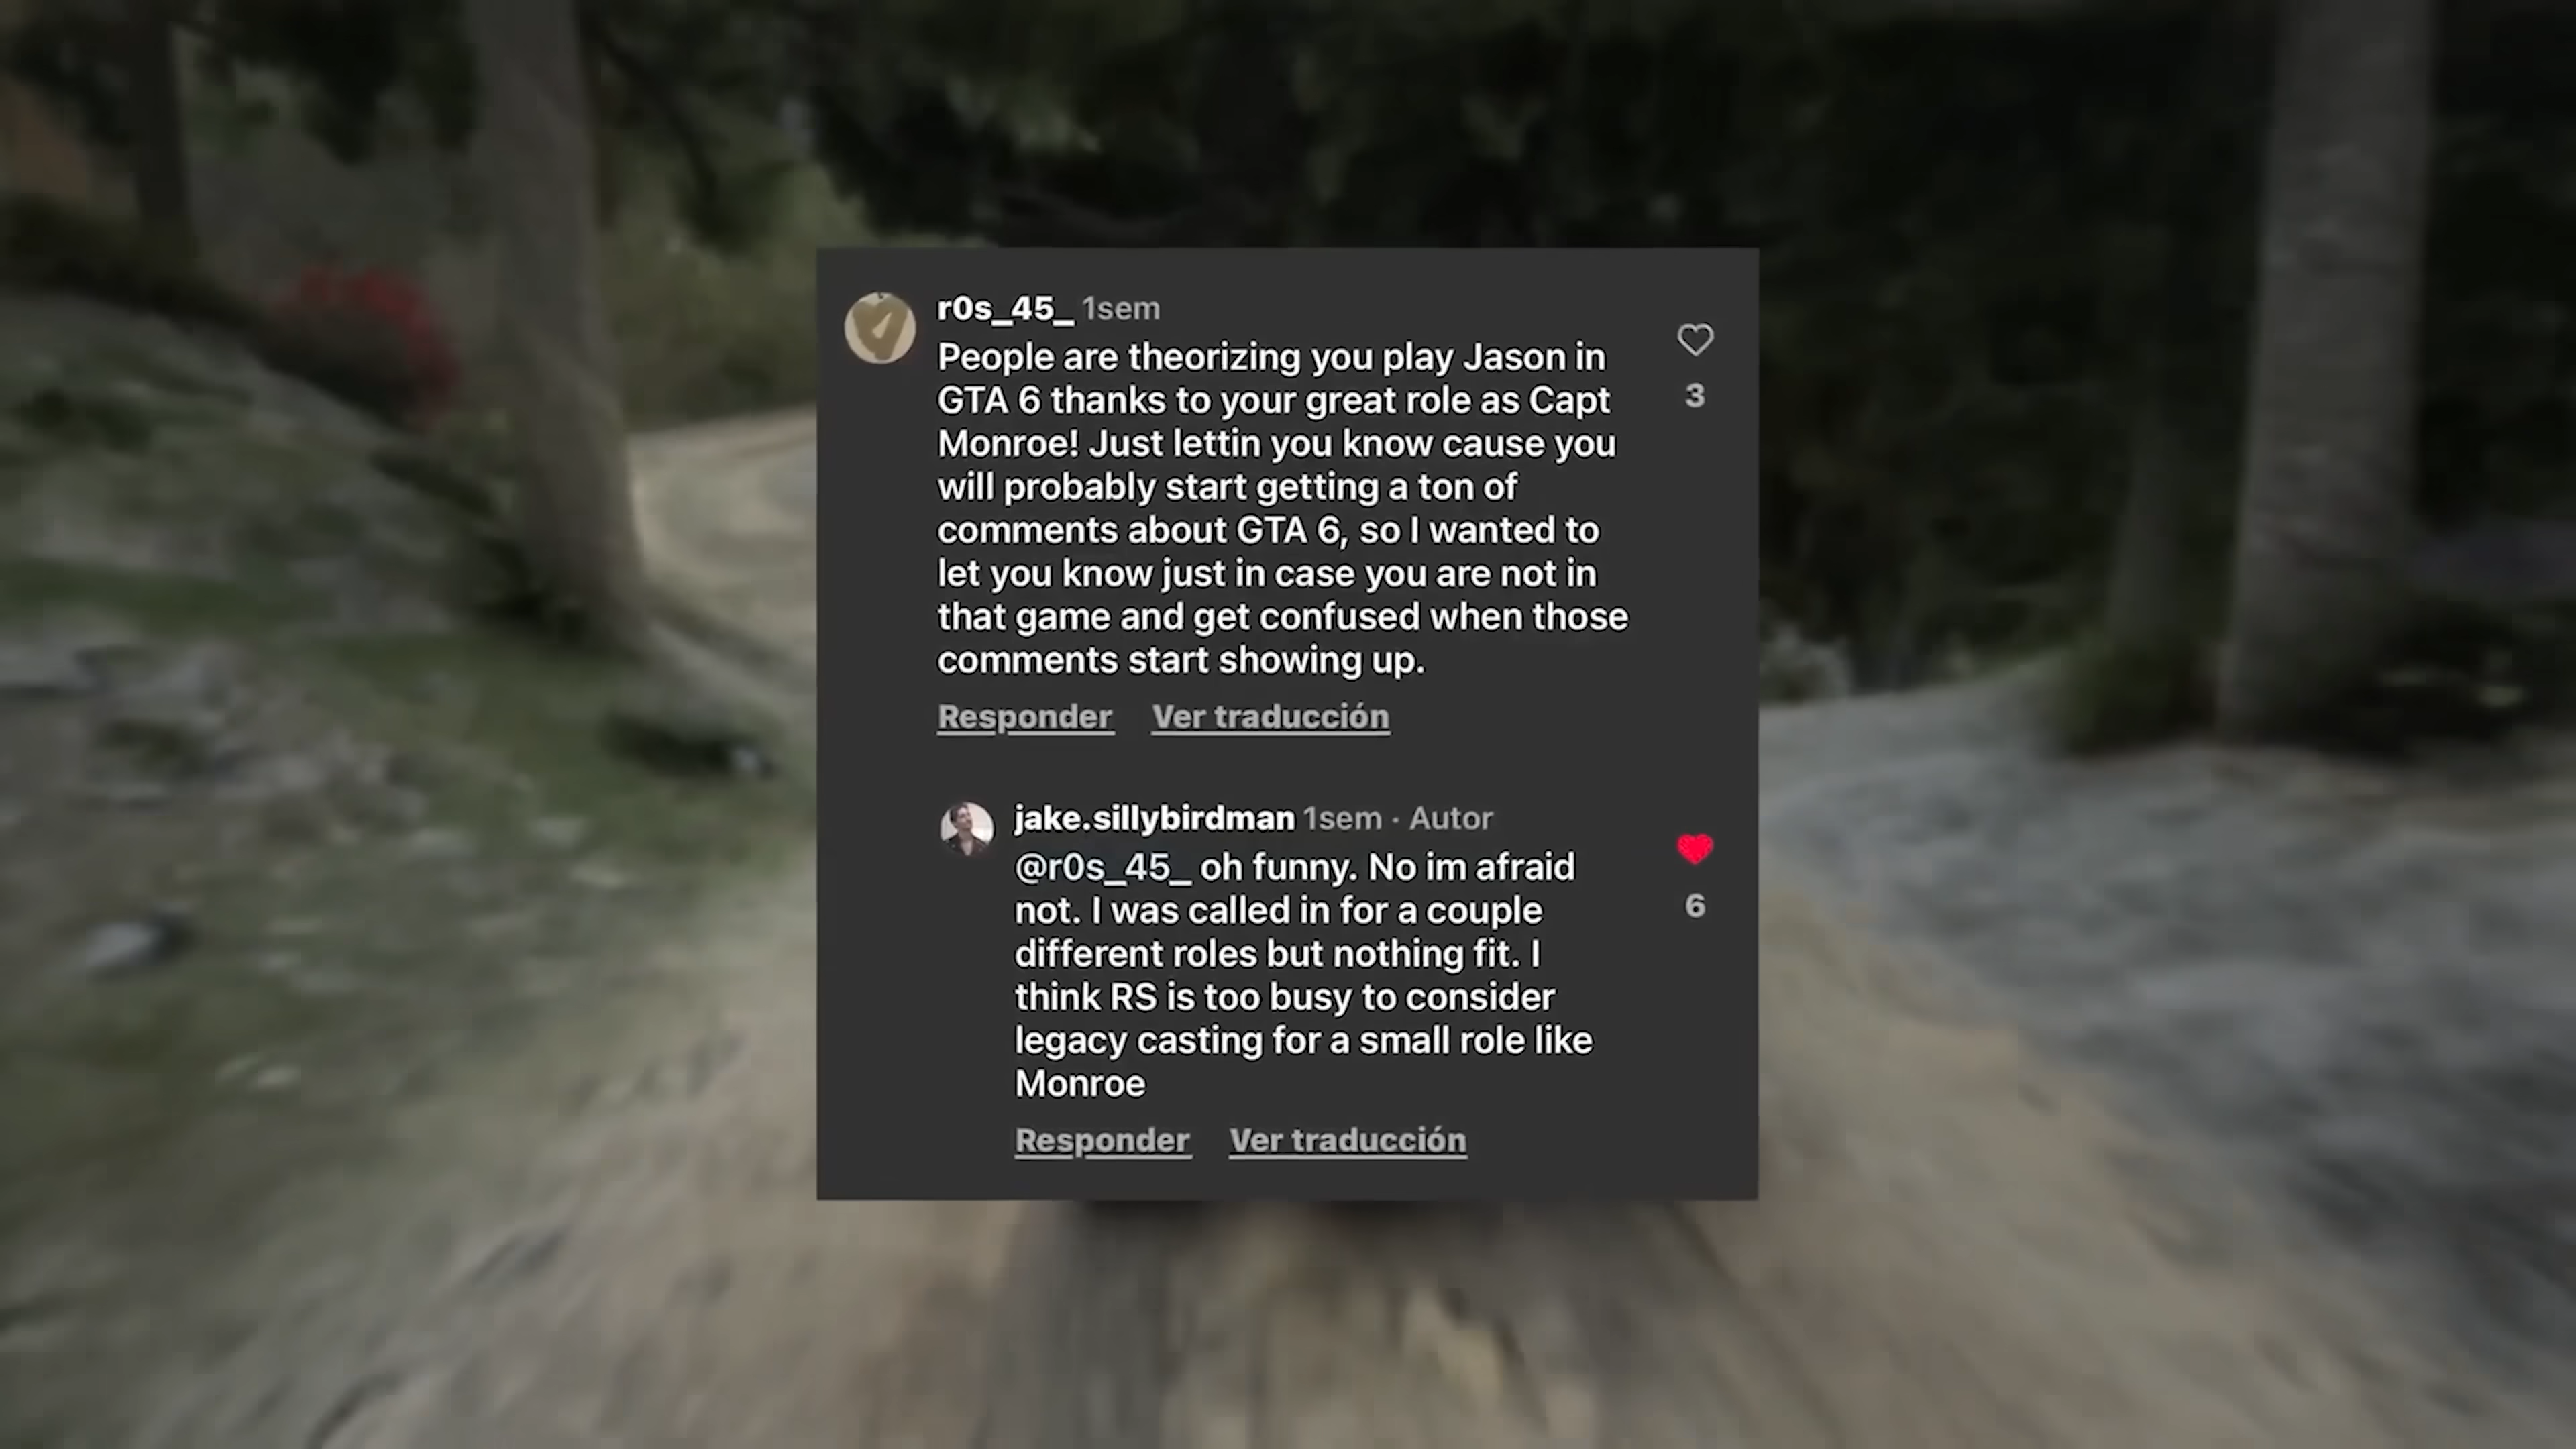 r0s_45_ 1sem
People are theorizing you play Jason in
GTA 6 thanks to your great role as Capt
Monroe! Just lettin you know cause you
will probably start getting a ton of
comments about GTA 6, so I wanted to
let you know just in case you are not in
that game and get confused when those
comments start showing up.
3
Responder Ver traducción
jake.sillybirdman 1sem · Autor
@r0s_45_ oh funny. No im afraid
not. I was called in for a couple
different roles but nothing fit. I
think RS is too busy to consider
legacy casting for a small role like
Monroe
6
Responder Ver traducción